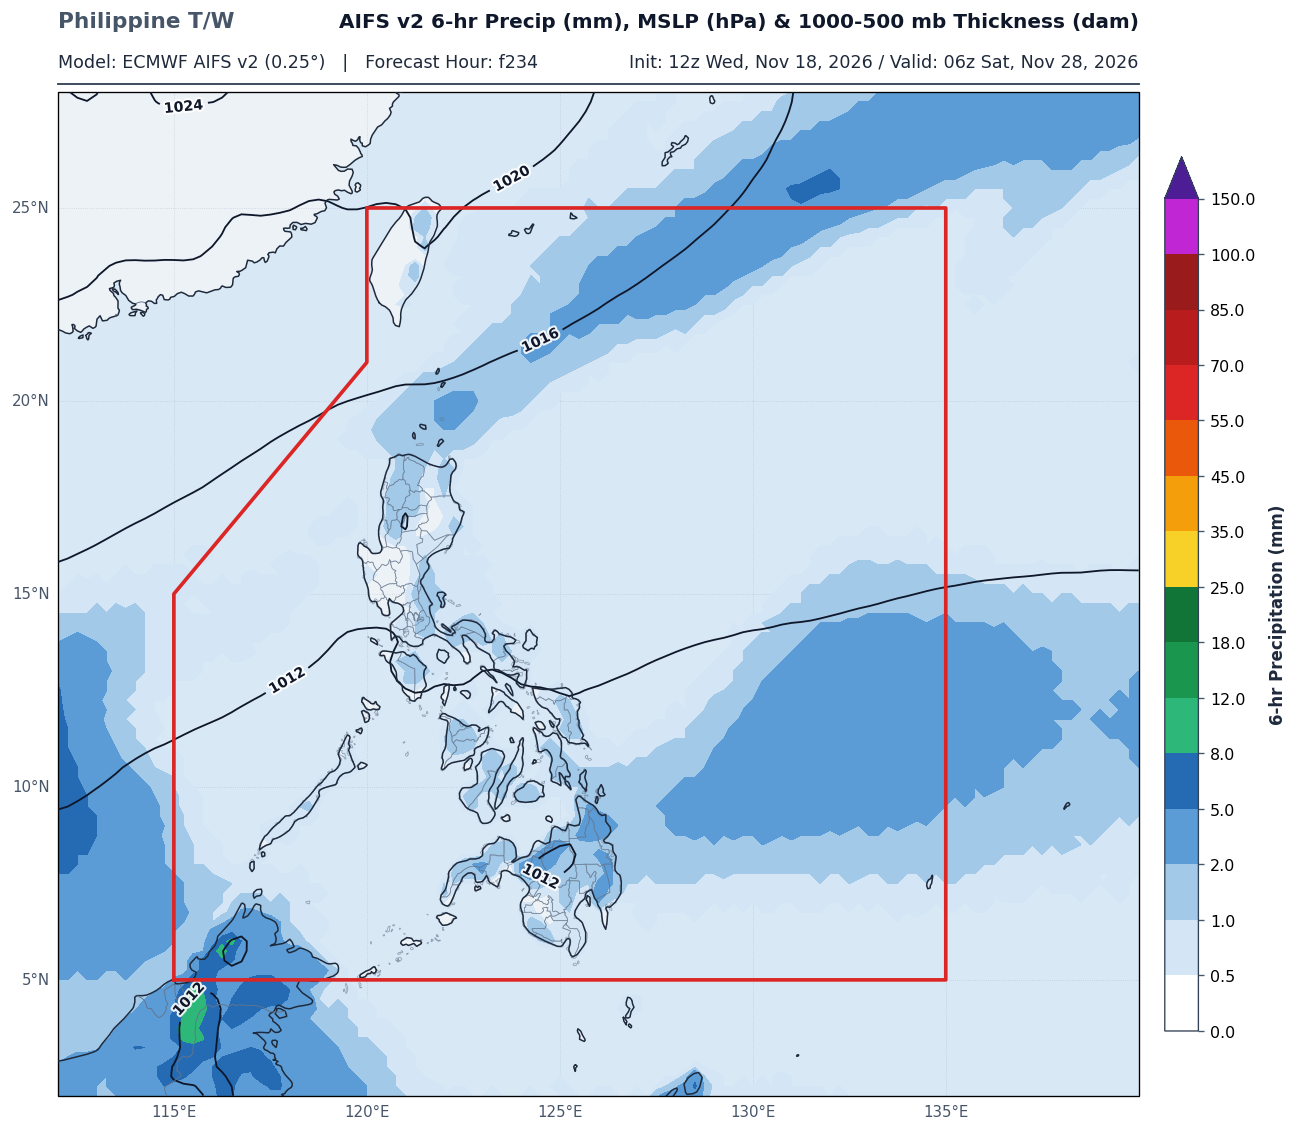 Philippine T/W
AIFS v2 6-hr Precip (mm), MSLP (hPa) & 1000-500 mb Thickness (dam)
Model: ECMWF AIFS v2 (0.25°) | Forecast Hour: f234
Init: 12z Wed, Nov 18, 2026 / Valid: 06z Sat, Nov 28, 2026
1024
1020
1016
1012
1012
1012
25°N
20°N
15°N
10°N
5°N
115°E
120°E
125°E
130°E
135°E
150.0
100.0
85.0
70.0
55.0
45.0
35.0
25.0
18.0
12.0
8.0
5.0
2.0
1.0
0.5
0.0
6-hr Precipitation (mm)